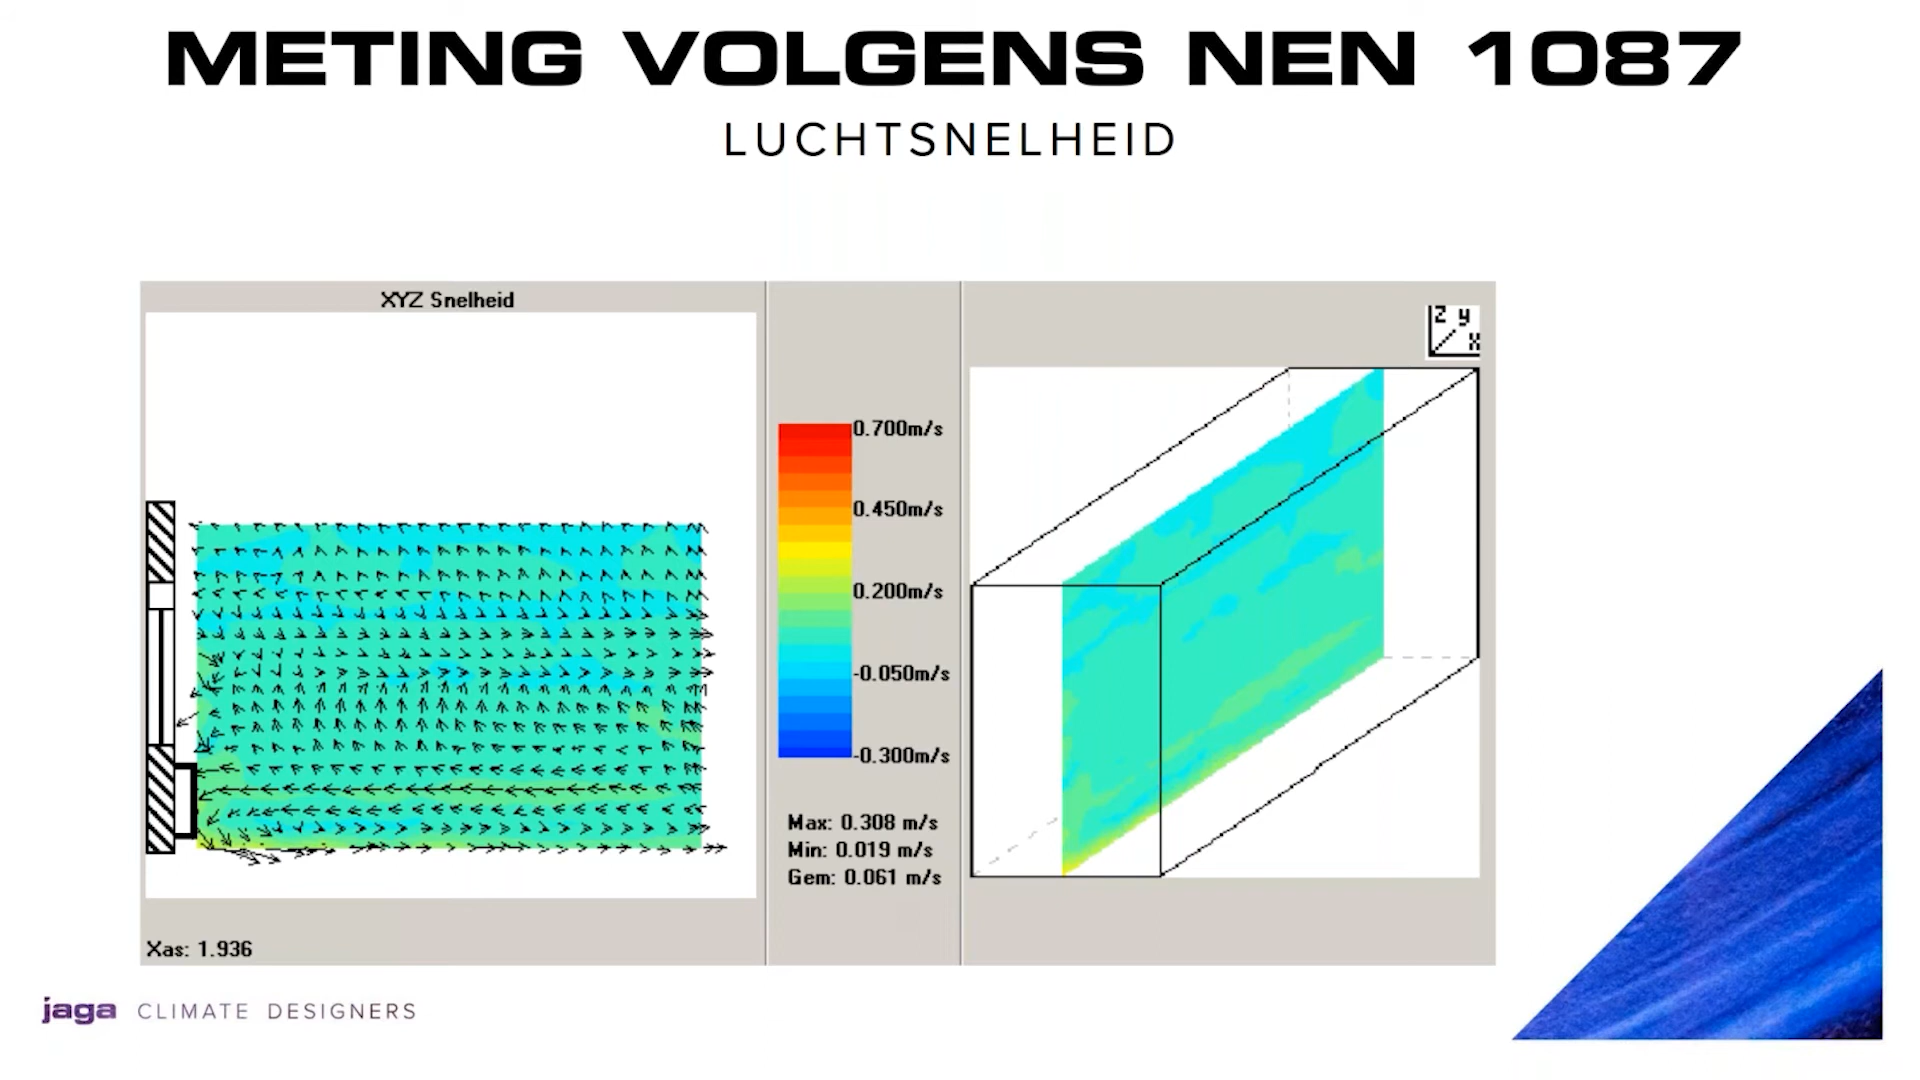 METING VOLGENS NEN 1087
LUCHTSNELHEID
XYZ Snelheid
0.700m/s
0.450m/s
0.200m/s
-0.050m/s
-0.300m/s
Max: 0.308 m/s
Min: 0.019 m/s
Gem: 0.061 m/s
Z y
X
Xas: 1.936
jaga CLIMATE DESIGNERS